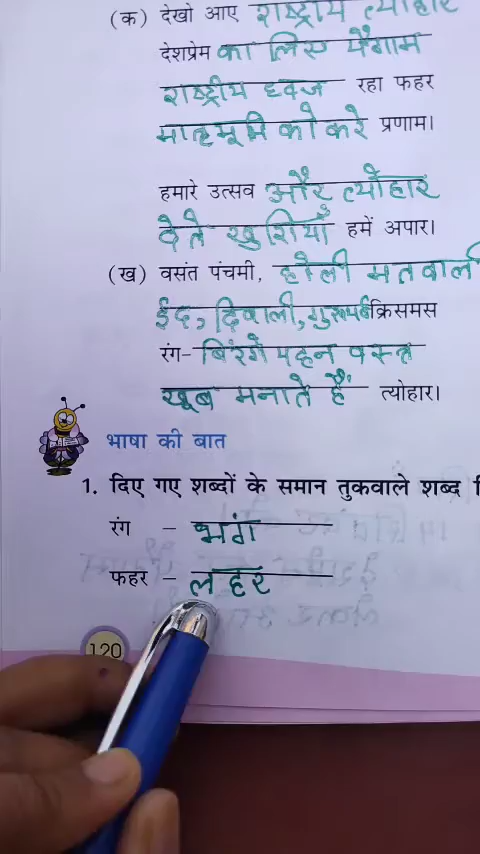 (क) देखो आए राष्ट्रीय त्योहार
देशप्रेम का लिए पैगाम
राष्ट्रीय ध्वज रहा फहर
मातृभूमि को करे प्रणाम।
हमारे उत्सव और त्योहार
देते खुशियाँ हमें अपार।
(ख) वसंत पंचमी, होली मतवाली
ईद, दिवाली, गुरुपर्व क्रिसमस
रंग- बिरंगे पहन वस्त्र
खूब मनाते हैं त्योहार।
भाषा की बात
1. दिए गए शब्दों के समान तुकवाले शब्द
रंग - भंग
फहर - लहर
120